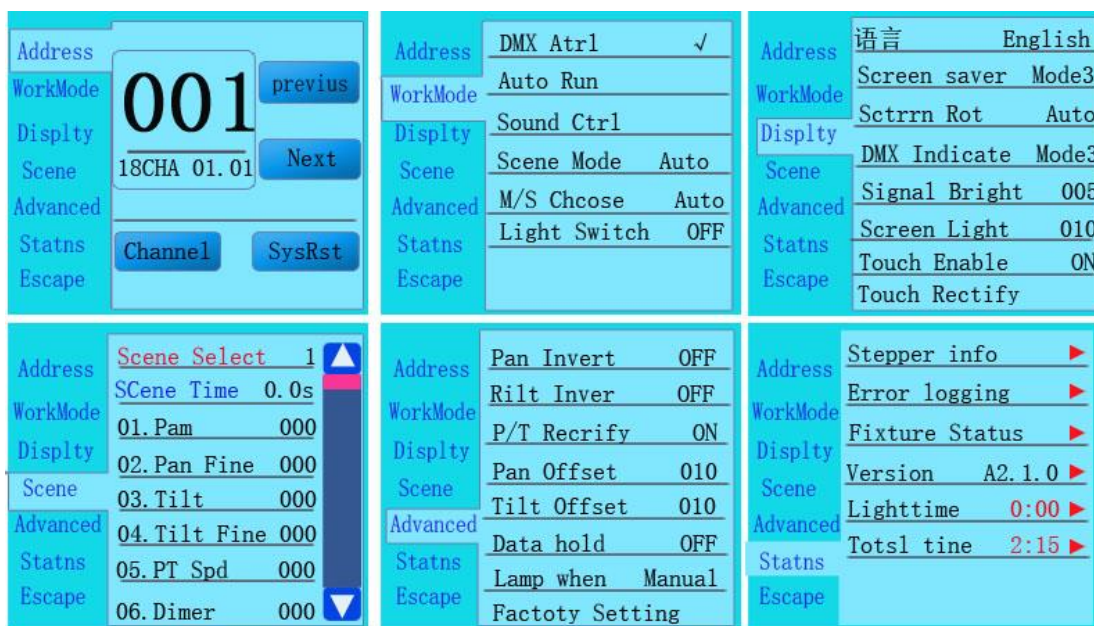 Address
WorkMode
Displty
Scene
Advanced
Statns
Escape
001
18CHA 01.01
previus
Next
Channel
SysRst
Address
WorkMode
Displty
Scene
Advanced
Statns
Escape
DMX Atrl √
Auto Run
Sound Ctrl
Scene Mode Auto
M/S Chcose Auto
Light Switch OFF
Address
WorkMode
Displty
Scene
Advanced
Statns
Escape
语言 English
Screen saver Mode3
Sctrrn Rot Auto
DMX Indicate Mode3
Signal Bright 005
Screen Light 010
Touch Enable ON
Touch Rectify
Address
WorkMode
Displty
Scene
Advanced
Statns
Escape
Scene Select 1
SCene Time 0.0s
01.Pam 000
02.Pan Fine 000
03.Tilt 000
04.Tilt Fine 000
05.PT Spd 000
06.Dimer 000
Address
WorkMode
Displty
Scene
Advanced
Statns
Escape
Pan Invert OFF
Rilt Inver OFF
P/T Recrify ON
Pan Offset 010
Tilt Offset 010
Data hold OFF
Lamp when Manual
Factoty Setting
Address
WorkMode
Displty
Scene
Advanced
Statns
Escape
Stepper info
Error logging
Fixture Status
Version A2.1.0
Lighttime 0:00
Totsl tine 2:15